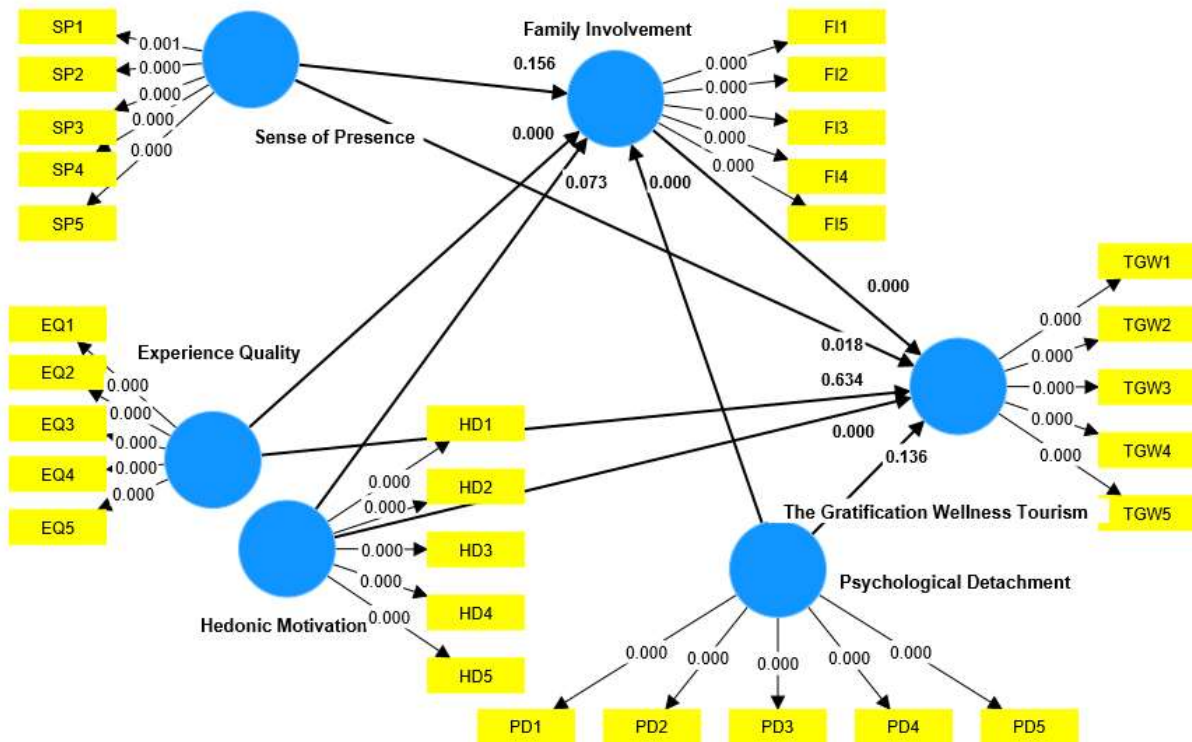 SP1
0.001
SP2
0.000
0.000
SP3
0.000
SP4
0.000
SP5
Sense of Presence
Family Involvement
0.156
0.000
0.073
0.000
FI1
0.000
FI2
0.000
0.000
FI3
0.000
FI4
0.000
FI5
EQ1
Experience Quality
EQ2
0.000
0.000
EQ3
0.000
0.000
EQ4
0.000
EQ5
HD1
0.000
HD2
0.000
0.000
HD3
0.000
HD4
0.000
HD5
Hedonic Motivation
0.000
0.018
0.634
0.000
0.136
TGW1
0.000
TGW2
0.000
0.000
TGW3
0.000
TGW4
0.000
TGW5
The Gratification Wellness Tourism
Psychological Detachment
0.000
0.000
0.000
0.000
0.000
PD1
PD2
PD3
PD4
PD5